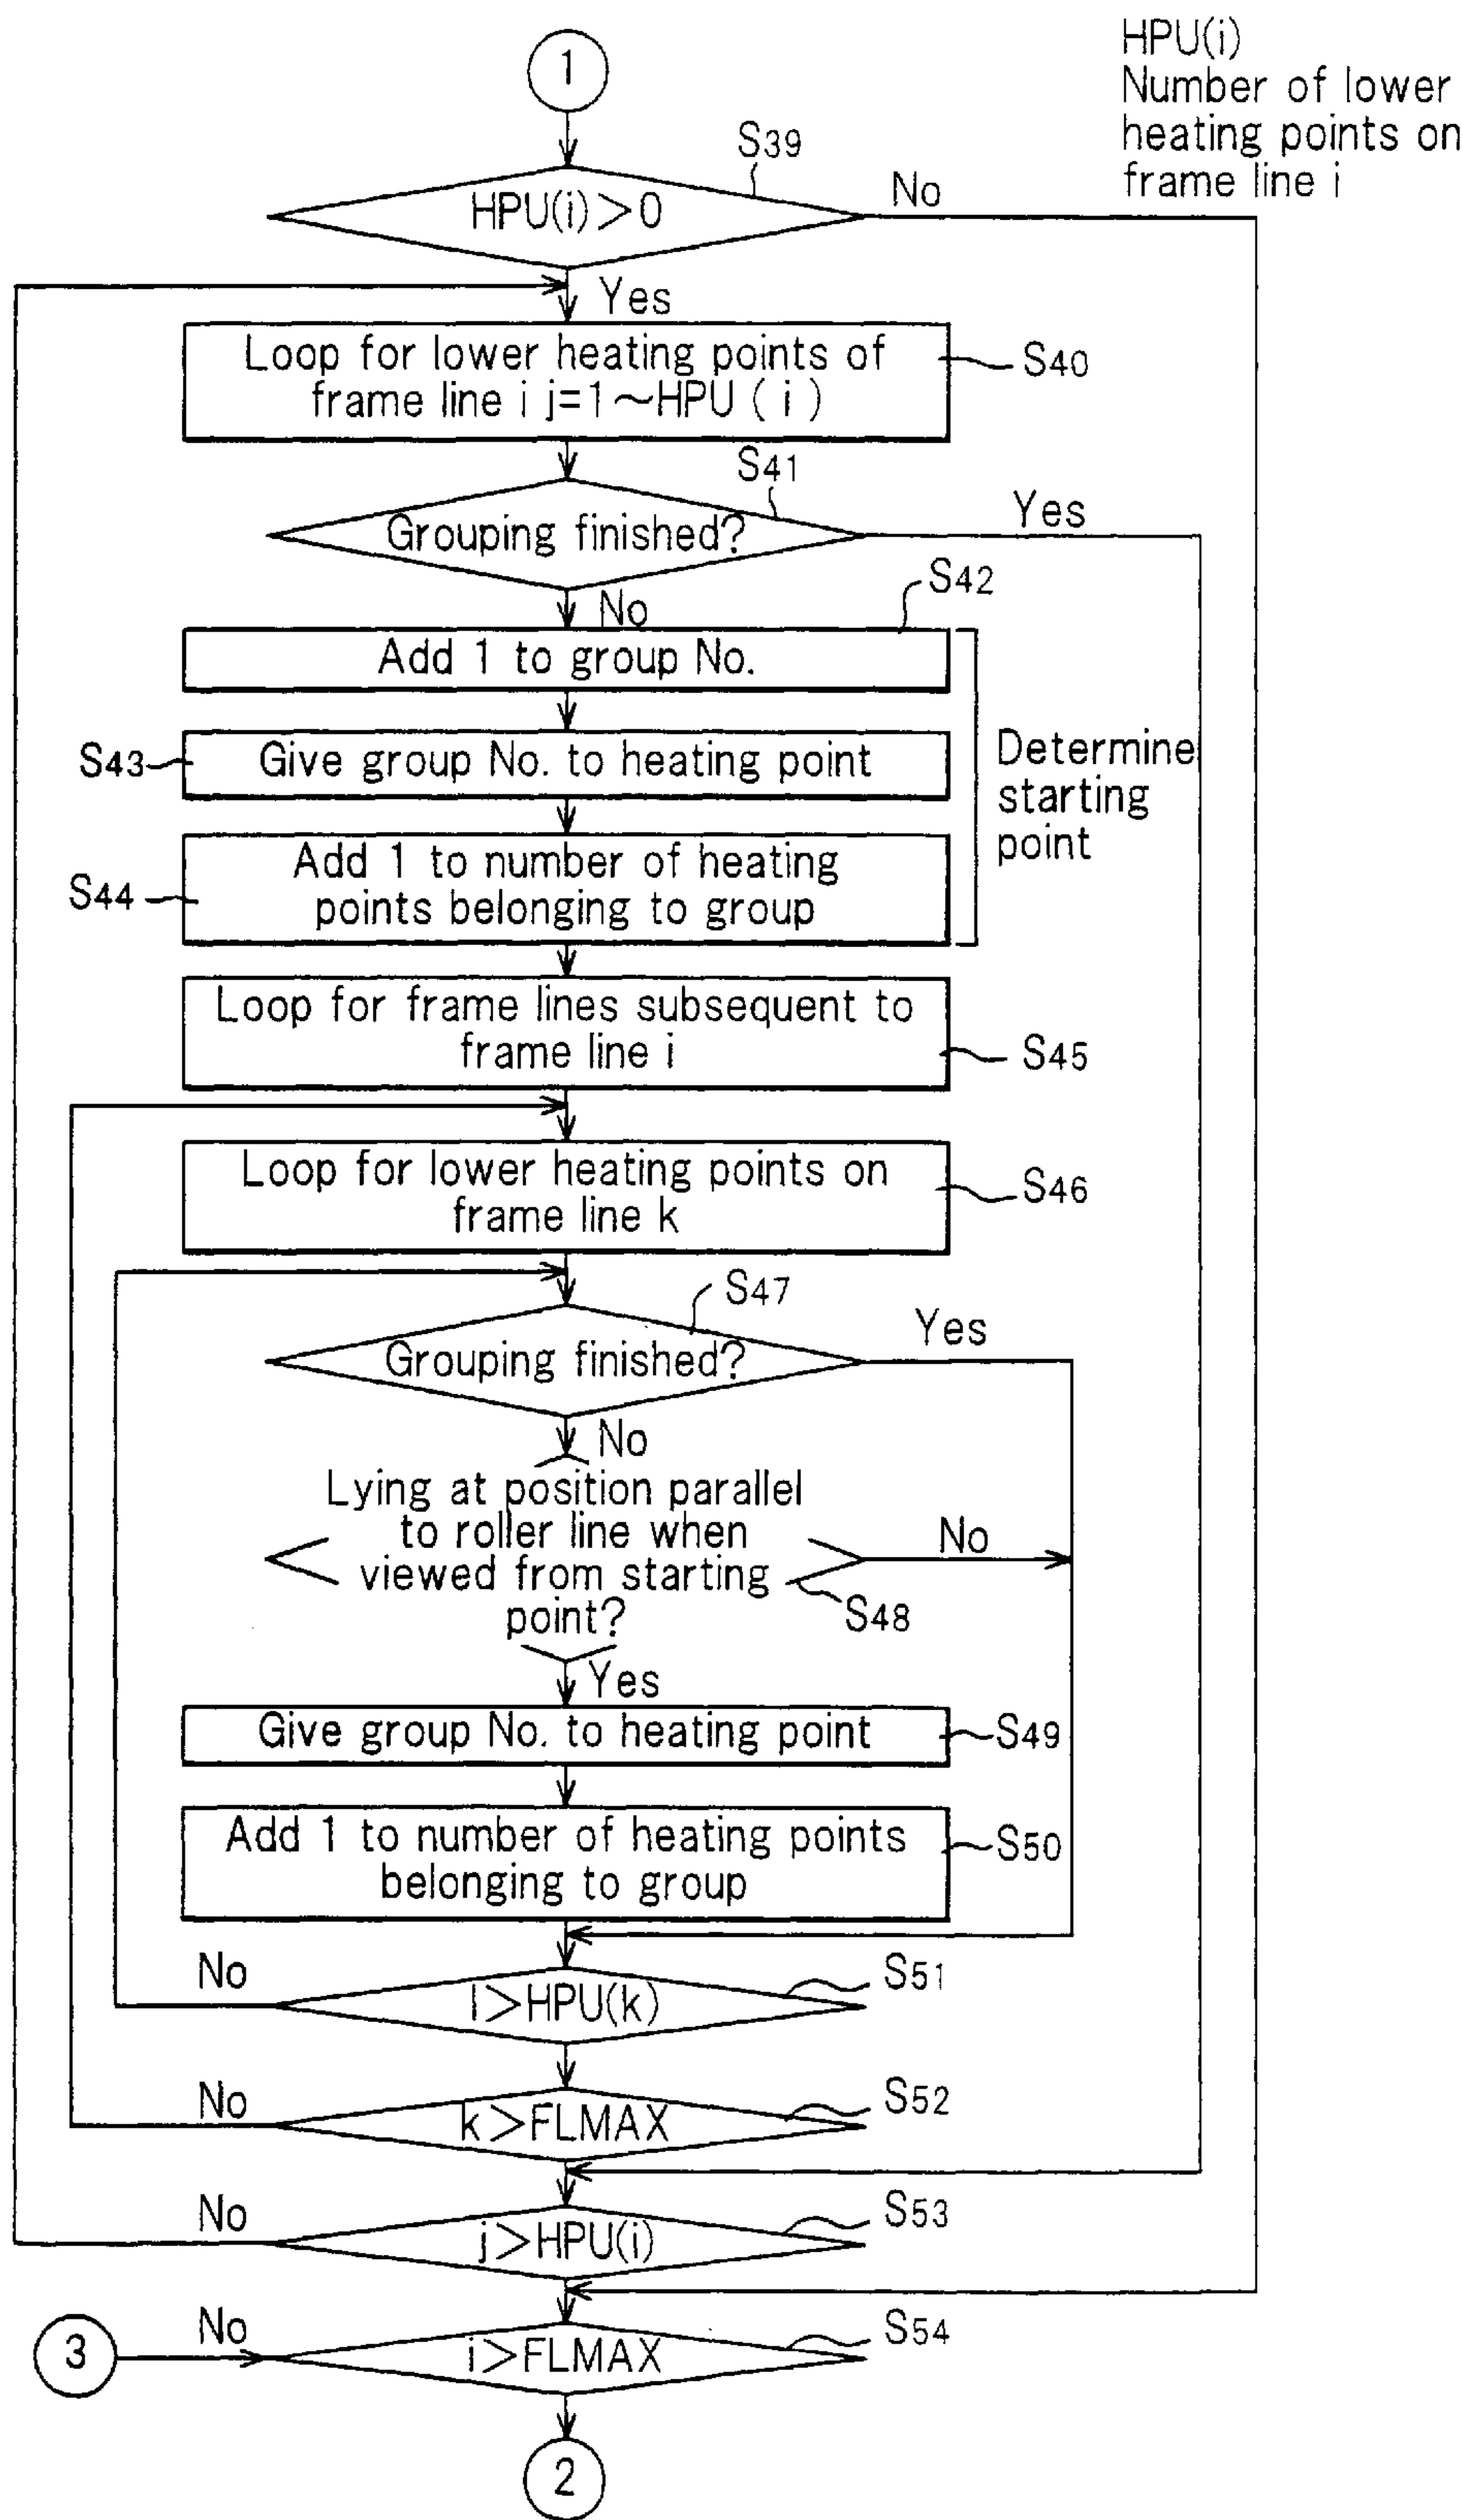 1
HPU(i)
Number of lower
heating points on
frame line i
S39
HPU(i)>0
No
Yes
Loop for lower heating points of
frame line i j=1~HPU ( i )
S40
S41
Grouping finished?
Yes
No
S42
Add 1 to group No.
S43
Give group No. to heating point
Determine
starting
point
S44
Add 1 to number of heating
points belonging to group
Loop for frame lines subsequent to
frame line i
S45
Loop for lower heating points on
frame line k
S46
S47
Grouping finished?
Yes
No
Lying at position parallel
to roller line when
viewed from starting
point?
No
S48
Yes
Give group No. to heating point
S49
Add 1 to number of heating points
belonging to group
S50
No
l>HPU(k)
S51
No
k>FLMAX
S52
No
j>HPU(i)
S53
3
No
i>FLMAX
S54
2